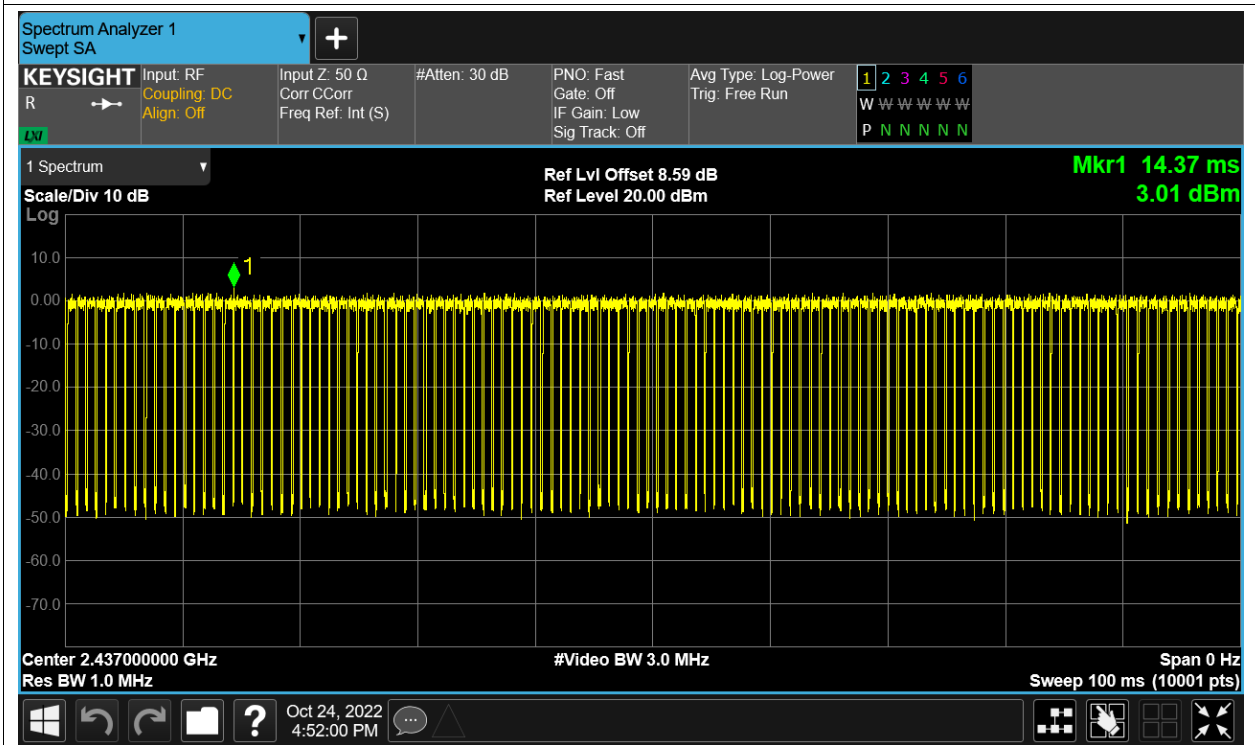 Spectrum Analyzer 1
Swept SA
KEYSIGHT
R
LXI
Input: RF
Coupling: DC
Align: Off
Input Z: 50 Ω
Corr CCorr
Freq Ref: Int (S)
#Atten: 30 dB
PNO: Fast
Gate: Off
IF Gain: Low
Sig Track: Off
Avg Type: Log-Power
Trig: Free Run
1 2 3 4 5 6
W W W W W W
P N N N N N
1 Spectrum
Scale/Div 10 dB
Ref Lvl Offset 8.59 dB
Ref Level 20.00 dBm
Mkr1 14.37 ms
3.01 dBm
Log
10.0
1
0.00
-10.0
-20.0
-30.0
-40.0
-50.0
-60.0
-70.0
Center 2.437000000 GHz
Res BW 1.0 MHz
#Video BW 3.0 MHz
Span 0 Hz
Sweep 100 ms (10001 pts)
?
Oct 24, 2022
4:52:00 PM